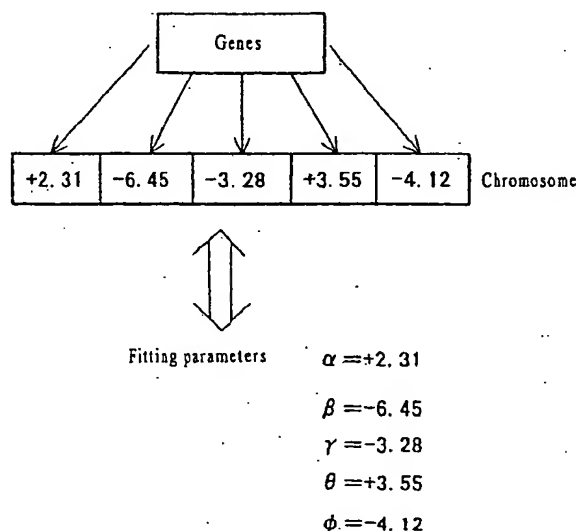 Genes
+2.31 -6.45 -3.28 +3.55 -4.12 Chromosome
Fitting parameters α=+2.31
β=-6.45
γ=-3.28
θ=+3.55
φ=-4.12